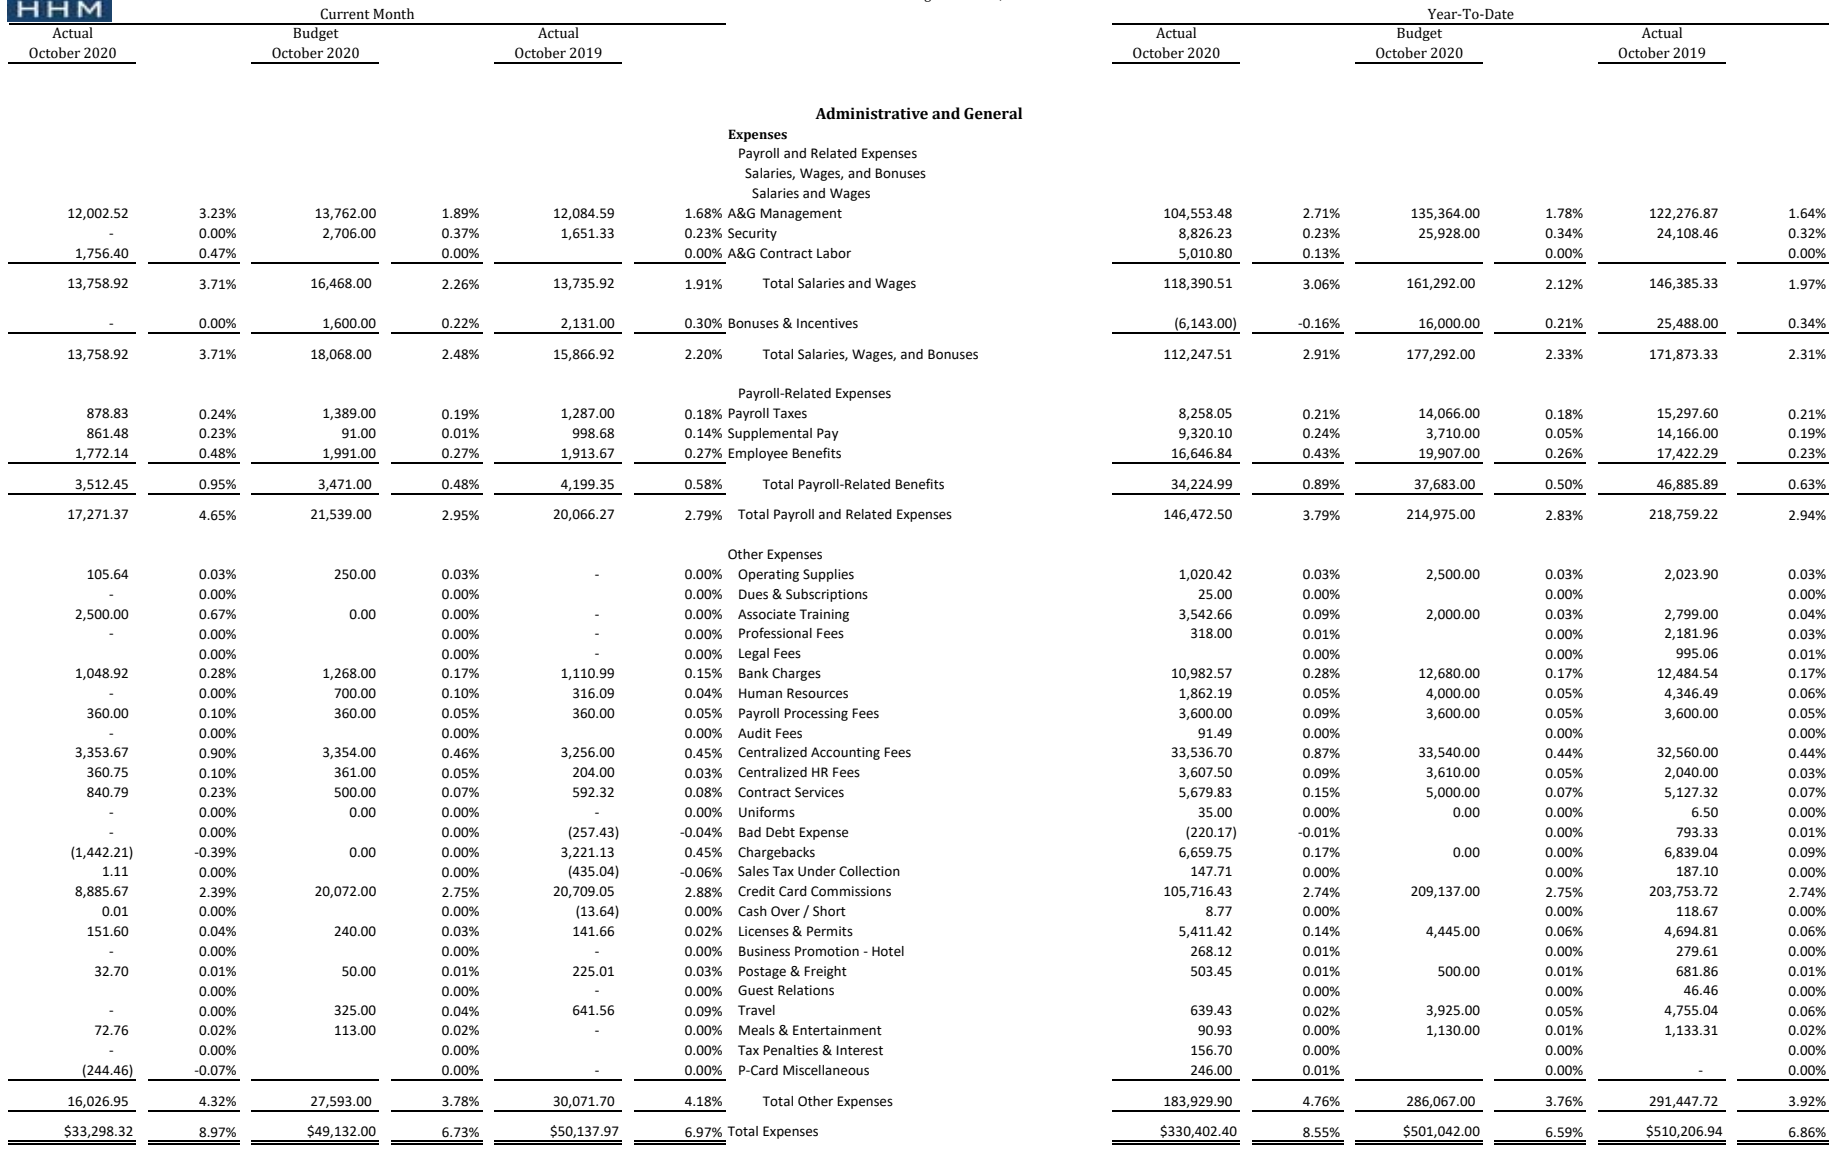 HHM
Current Month Year-To-Date
Actual Budget Actual Actual Budget Actual
October 2020 October 2020 October 2019 October 2020 October 2020 October 2019
Administrative and General
Expenses
Payroll and Related Expenses
Salaries, Wages, and Bonuses
Salaries and Wages
12,002.52 3.23% 13,762.00 1.89% 12,084.59 1.68% A&G Management 104,553.48 2.71% 135,364.00 1.78% 122,276.87 1.64%
- 0.00% 2,706.00 0.37% 1,651.33 0.23% Security 8,826.23 0.23% 25,928.00 0.34% 24,108.46 0.32%
1,756.40 0.47% 0.00% 0.00% A&G Contract Labor 5,010.80 0.13% 0.00% 0.00%
13,758.92 3.71% 16,468.00 2.26% 13,735.92 1.91% Total Salaries and Wages 118,390.51 3.06% 161,292.00 2.12% 146,385.33 1.97%
- 0.00% 1,600.00 0.22% 2,131.00 0.30% Bonuses & Incentives (6,143.00) -0.16% 16,000.00 0.21% 25,488.00 0.34%
13,758.92 3.71% 18,068.00 2.48% 15,866.92 2.20% Total Salaries, Wages, and Bonuses 112,247.51 2.91% 177,292.00 2.33% 171,873.33 2.31%
Payroll-Related Expenses
878.83 0.24% 1,389.00 0.19% 1,287.00 0.18% Payroll Taxes 8,258.05 0.21% 14,066.00 0.18% 15,297.60 0.21%
861.48 0.23% 91.00 0.01% 998.68 0.14% Supplemental Pay 9,320.10 0.24% 3,710.00 0.05% 14,166.00 0.19%
1,772.14 0.48% 1,991.00 0.27% 1,913.67 0.27% Employee Benefits 16,646.84 0.43% 19,907.00 0.26% 17,422.29 0.23%
3,512.45 0.95% 3,471.00 0.48% 4,199.35 0.58% Total Payroll-Related Benefits 34,224.99 0.89% 37,683.00 0.50% 46,885.89 0.63%
17,271.37 4.65% 21,539.00 2.95% 20,066.27 2.79% Total Payroll and Related Expenses 146,472.50 3.79% 214,975.00 2.83% 218,759.22 2.94%
Other Expenses
105.64 0.03% 250.00 0.03% - 0.00% Operating Supplies 1,020.42 0.03% 2,500.00 0.03% 2,023.90 0.03%
- 0.00% 0.00% 0.00% Dues & Subscriptions 25.00 0.00% 0.00% 0.00%
2,500.00 0.67% 0.00 0.00% - 0.00% Associate Training 3,542.66 0.09% 2,000.00 0.03% 2,799.00 0.04%
- 0.00% 0.00% - 0.00% Professional Fees 318.00 0.01% 0.00% 2,181.96 0.03%
0.00% 0.00% - 0.00% Legal Fees 0.00% 0.00% 995.06 0.01%
1,048.92 0.28% 1,268.00 0.17% 1,110.99 0.15% Bank Charges 10,982.57 0.28% 12,680.00 0.17% 12,484.54 0.17%
- 0.00% 700.00 0.10% 316.09 0.04% Human Resources 1,862.19 0.05% 4,000.00 0.05% 4,346.49 0.06%
360.00 0.10% 360.00 0.05% 360.00 0.05% Payroll Processing Fees 3,600.00 0.09% 3,600.00 0.05% 3,600.00 0.05%
- 0.00% 0.00% 0.00% Audit Fees 91.49 0.00% 0.00% 0.00%
3,353.67 0.90% 3,354.00 0.46% 3,256.00 0.45% Centralized Accounting Fees 33,536.70 0.87% 33,540.00 0.44% 32,560.00 0.44%
360.75 0.10% 361.00 0.05% 204.00 0.03% Centralized HR Fees 3,607.50 0.09% 3,610.00 0.05% 2,040.00 0.03%
840.79 0.23% 500.00 0.07% 592.32 0.08% Contract Services 5,679.83 0.15% 5,000.00 0.07% 5,127.32 0.07%
- 0.00% 0.00 0.00% - 0.00% Uniforms 35.00 0.00% 0.00 0.00% 6.50 0.00%
- 0.00% 0.00% (257.43) -0.04% Bad Debt Expense (220.17) -0.01% 0.00% 793.33 0.01%
(1,442.21) -0.39% 0.00 0.00% 3,221.13 0.45% Chargebacks 6,659.75 0.17% 0.00 0.00% 6,839.04 0.09%
1.11 0.00% 0.00% (435.04) -0.06% Sales Tax Under Collection 147.71 0.00% 0.00% 187.10 0.00%
8,885.67 2.39% 20,072.00 2.75% 20,709.05 2.88% Credit Card Commissions 105,716.43 2.74% 209,137.00 2.75% 203,753.72 2.74%
0.01 0.00% 0.00% (13.64) 0.00% Cash Over / Short 8.77 0.00% 0.00% 118.67 0.00%
151.60 0.04% 240.00 0.03% 141.66 0.02% Licenses & Permits 5,411.42 0.14% 4,445.00 0.06% 4,694.81 0.06%
- 0.00% 0.00% - 0.00% Business Promotion - Hotel 268.12 0.01% 0.00% 279.61 0.00%
32.70 0.01% 50.00 0.01% 225.01 0.03% Postage & Freight 503.45 0.01% 500.00 0.01% 681.86 0.01%
0.00% 0.00% - 0.00% Guest Relations 0.00% 0.00% 46.46 0.00%
- 0.00% 325.00 0.04% 641.56 0.09% Travel 639.43 0.02% 3,925.00 0.05% 4,755.04 0.06%
72.76 0.02% 113.00 0.02% - 0.00% Meals & Entertainment 90.93 0.00% 1,130.00 0.01% 1,133.31 0.02%
- 0.00% 0.00% 0.00% Tax Penalties & Interest 156.70 0.00% 0.00% 0.00%
(244.46) -0.07% 0.00% - 0.00% P-Card Miscellaneous 246.00 0.01% 0.00% - 0.00%
16,026.95 4.32% 27,593.00 3.78% 30,071.70 4.18% Total Other Expenses 183,929.90 4.76% 286,067.00 3.76% 291,447.72 3.92%
$33,298.32 8.97% $49,132.00 6.73% $50,137.97 6.97% Total Expenses $330,402.40 8.55% $501,042.00 6.59% $510,206.94 6.86%